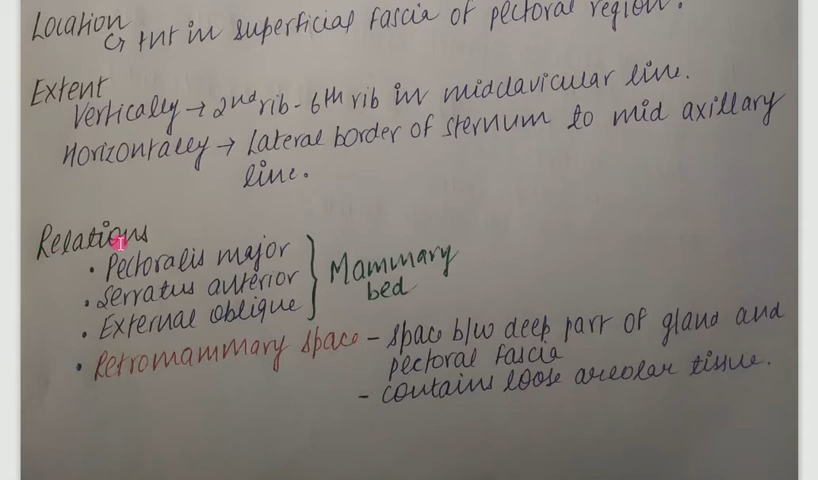 Location
↳ tnt in superficial fascia of pectoral region.
Extent
Vertically → 2nd rib - 6th rib in midclavicular line.
Horizontally → Lateral border of sternum to mid axillary
line.
Relations
• Pectoralis major
• Serratus anterior
• External oblique
Mammary
bed
• Retromammary space - space b/w deep part of gland and
pectoral fascia
- contains loose areolar tissue.